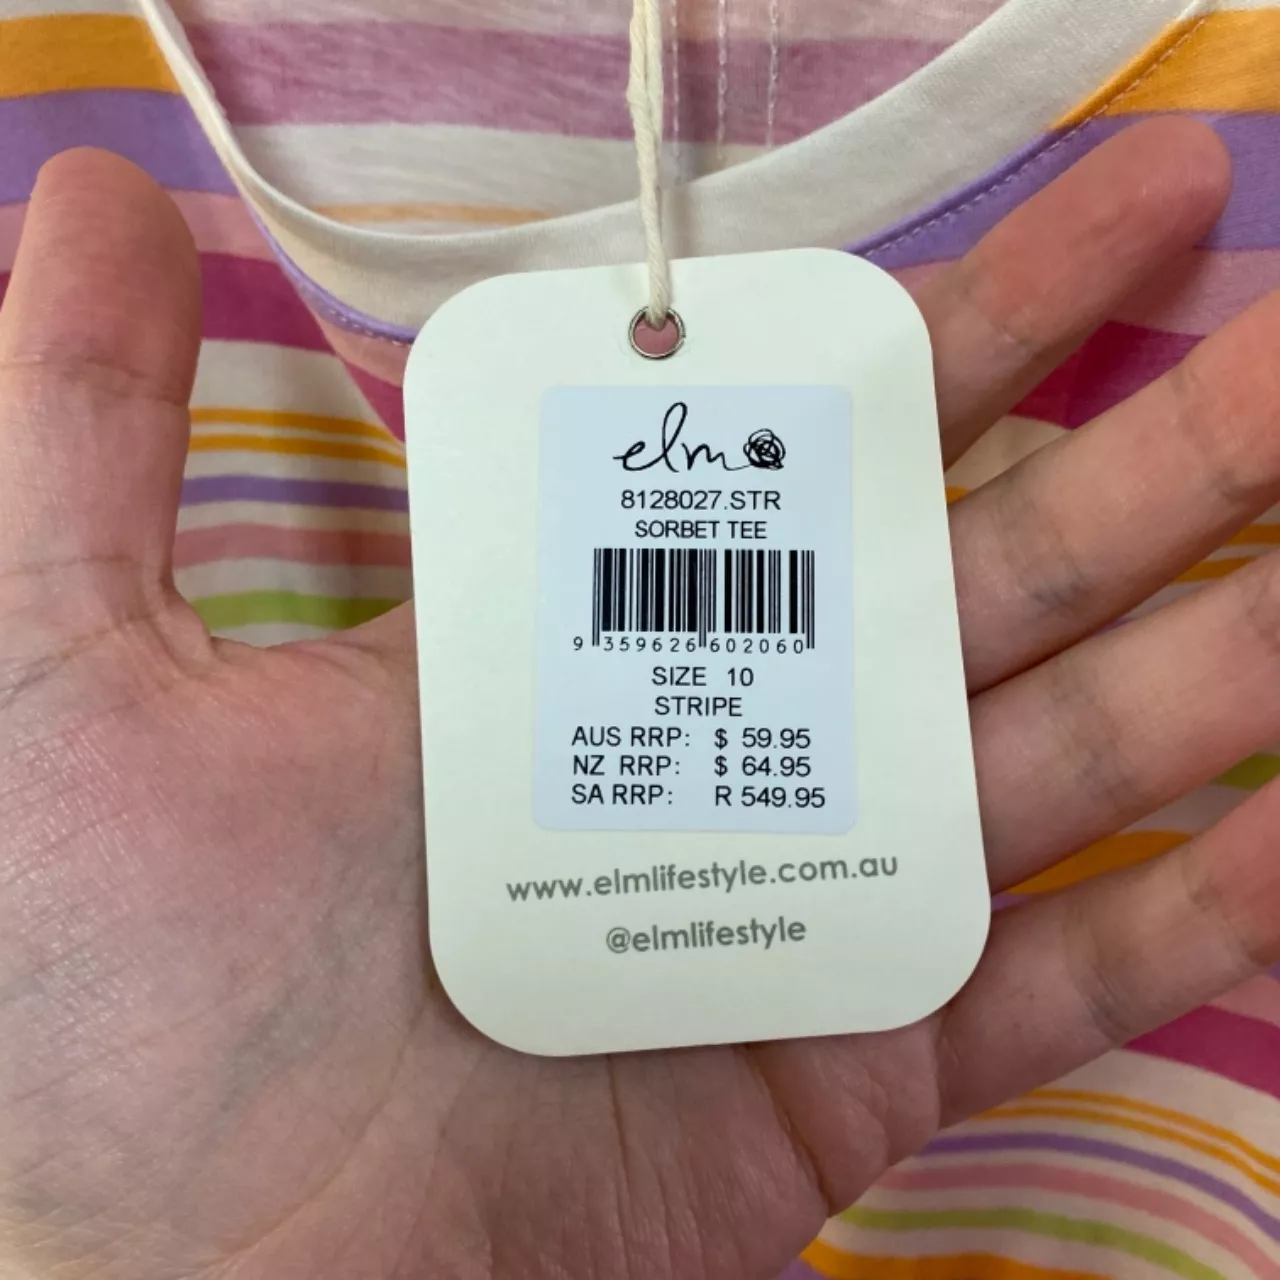 elm
8128027.STR
SORBET TEE
9 359626 602060
SIZE 10
STRIPE
AUS RRP: $ 59.95
NZ RRP: $ 64.95
SA RRP: R 549.95
www.elmlifestyle.com.au
@elmlifestyle